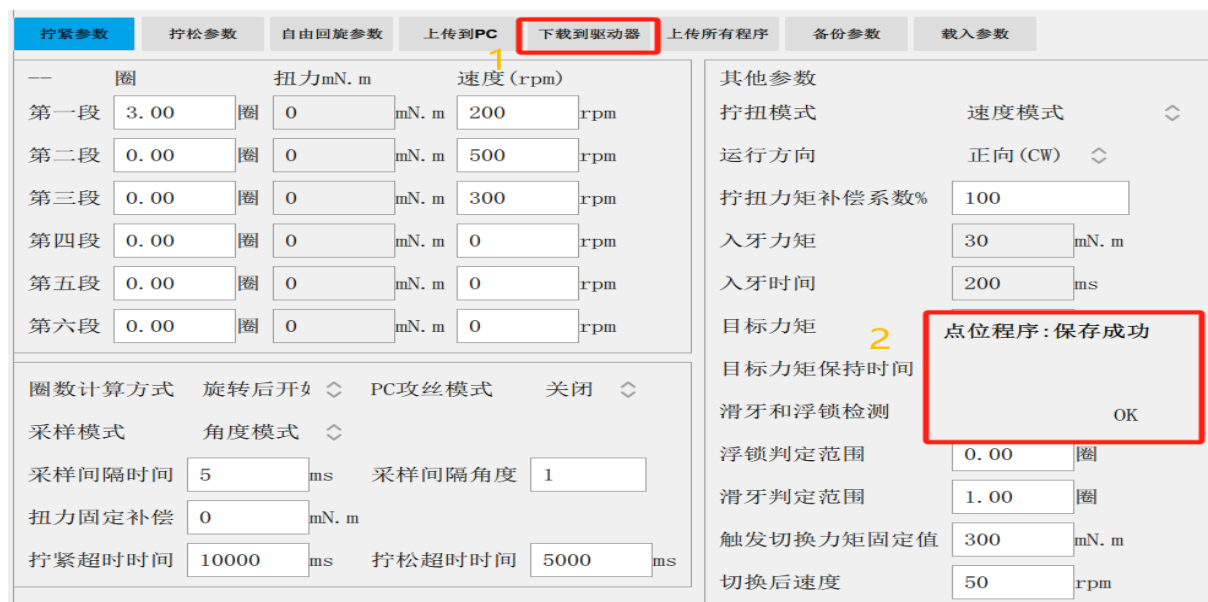 拧紧参数 拧松参数 自由回旋参数 上传到PC 下载到驱动器 上传所有程序 备份参数 载入参数
1
-- 圈 扭力mN.m 速度(rpm)
第一段 3.00 圈 0 mN.m 200 rpm
第二段 0.00 圈 0 mN.m 500 rpm
第三段 0.00 圈 0 mN.m 300 rpm
第四段 0.00 圈 0 mN.m 0 rpm
第五段 0.00 圈 0 mN.m 0 rpm
第六段 0.00 圈 0 mN.m 0 rpm
圈数计算方式 旋转后开始 PC攻丝模式 关闭
采样模式 角度模式
采样间隔时间 5 ms 采样间隔角度 1
扭力固定补偿 0 mN.m
拧紧超时时间 10000 ms 拧松超时时间 5000 ms
其他参数
拧扭模式 速度模式
运行方向 正向(CW)
拧扭力矩补偿系数% 100
入牙力矩 30 mN.m
入牙时间 200 ms
目标力矩
2
点位程序:保存成功
目标力矩保持时间
滑牙和浮锁检测
OK
浮锁判定范围 0.00 圈
滑牙判定范围 1.00 圈
触发切换力矩固定值 300 mN.m
切换后速度 50 rpm